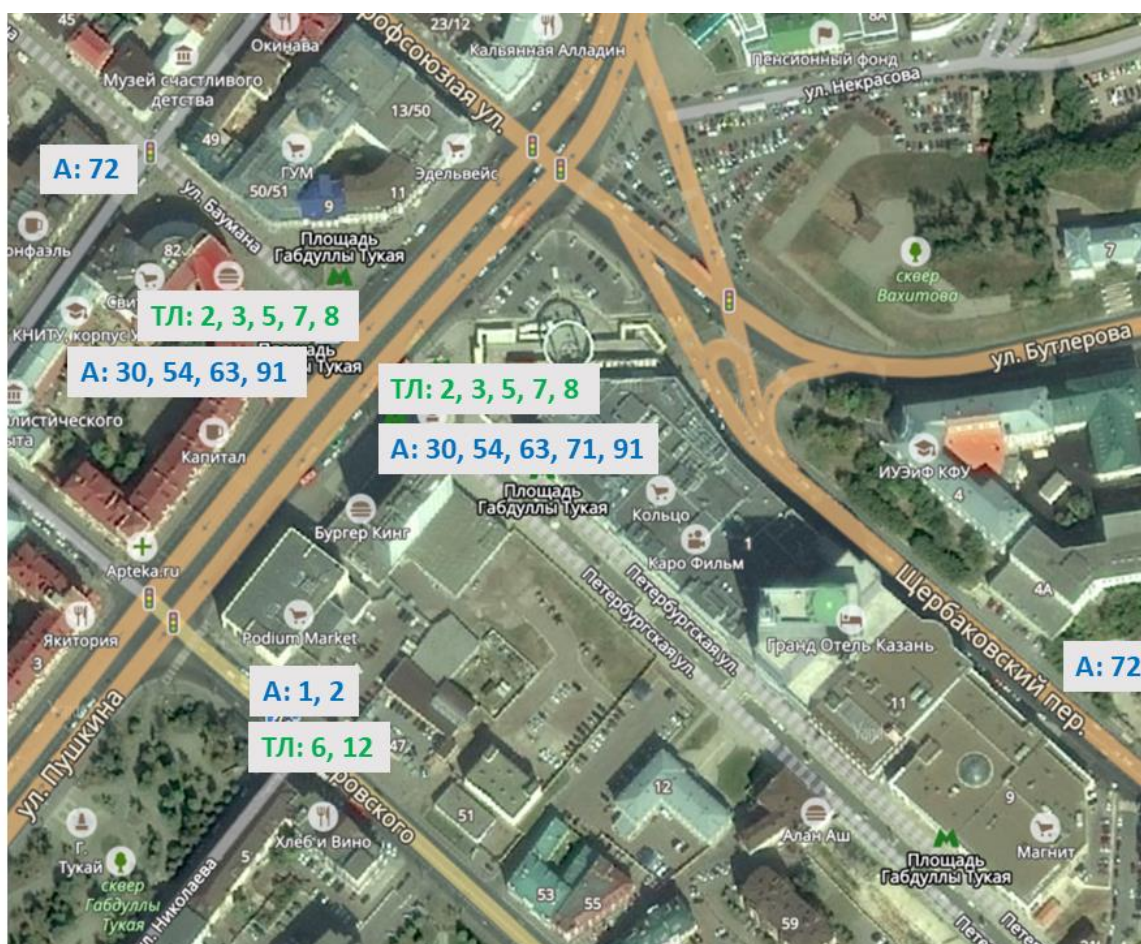 45
Окинава
Музей счастливого
детства
23/12
Кальянная Алладин
8А
Пенсионный фонд
ул. Некрасова
13/50
49
ГУМ
Эдельвейс
50/51
9
11
А: 72
ул. Баумана
82
Площадь
Габдуллы Тукая
сквер
Вахитова
7
ТЛ: 2, 3, 5, 7, 8
КНИТУ, корпус
А: 30, 54, 63, 91
ул. Бутлерова
ТЛ: 2, 3, 5, 7, 8
А: 30, 54, 63, 71, 91
Капитал
ИУЭиФ КФУ
4
Площадь
Габдуллы Тукая
Кольцо
Бургер Кинг
Каро Фильм
1
Apteka.ru
Петербургская ул.
Петербургская ул.
Щербаковский пер.
4А
Якитория
3
Podium Market
Гранд Отель Казань
А: 72
А: 1, 2
ТЛ: 6, 12
47
11
ул. Пушкина
12
9
51
Г.
Тукай
сквер
Габдуллы
Тукая
5
Хлеб и Вино
Алан Аш
Магнит
Площадь
Габдуллы Тукая
53
55
59